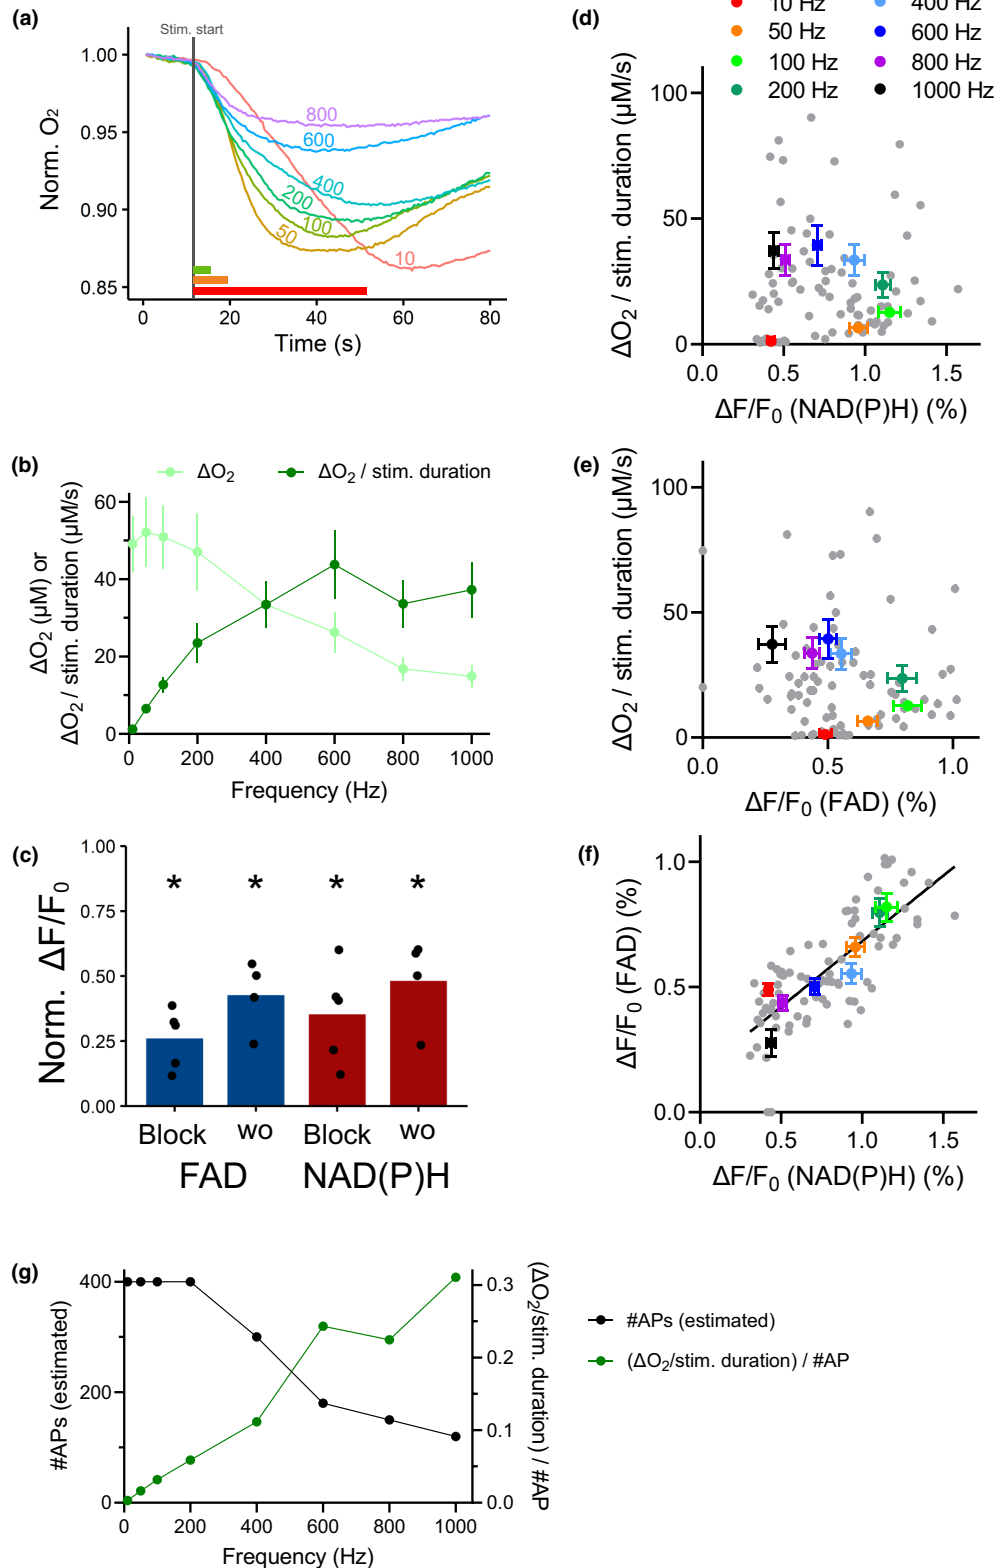 (a)
Stim. start
1.00
0.95
0.90
0.85
Norm. O₂
800
600
400
200
100
50
10
0
20
40
60
80
Time (s)
(d)
10 Hz
50 Hz
100 Hz
200 Hz
400 Hz
600 Hz
800 Hz
1000 Hz
ΔO₂ / stim. duration (µM/s)
100
50
0
0.0
0.5
1.0
1.5
ΔF/F₀ (NAD(P)H) (%)
(b)
ΔO₂
ΔO₂ / stim. duration
ΔO₂ (µM) or
ΔO₂ / stim. duration (µM/s)
60
40
20
0
0
200
400
600
800
1000
Frequency (Hz)
(e)
ΔO₂ / stim. duration (µM/s)
100
50
0
0.0
0.5
1.0
ΔF/F₀ (FAD) (%)
(c)
Norm. ΔF/F₀
1.00
0.75
0.50
0.25
0.00
* * * *
Block wo Block wo
FAD NAD(P)H
(f)
ΔF/F₀ (FAD) (%)
1.0
0.5
0.0
0.0
0.5
1.0
1.5
ΔF/F₀ (NAD(P)H) (%)
(g)
#APs (estimated)
400
200
0
0
200
400
600
800
1000
Frequency (Hz)
0.3
0.2
0.1
0.0
(ΔO₂/stim. duration) / #AP
#APs (estimated)
(ΔO₂/stim. duration) / #AP